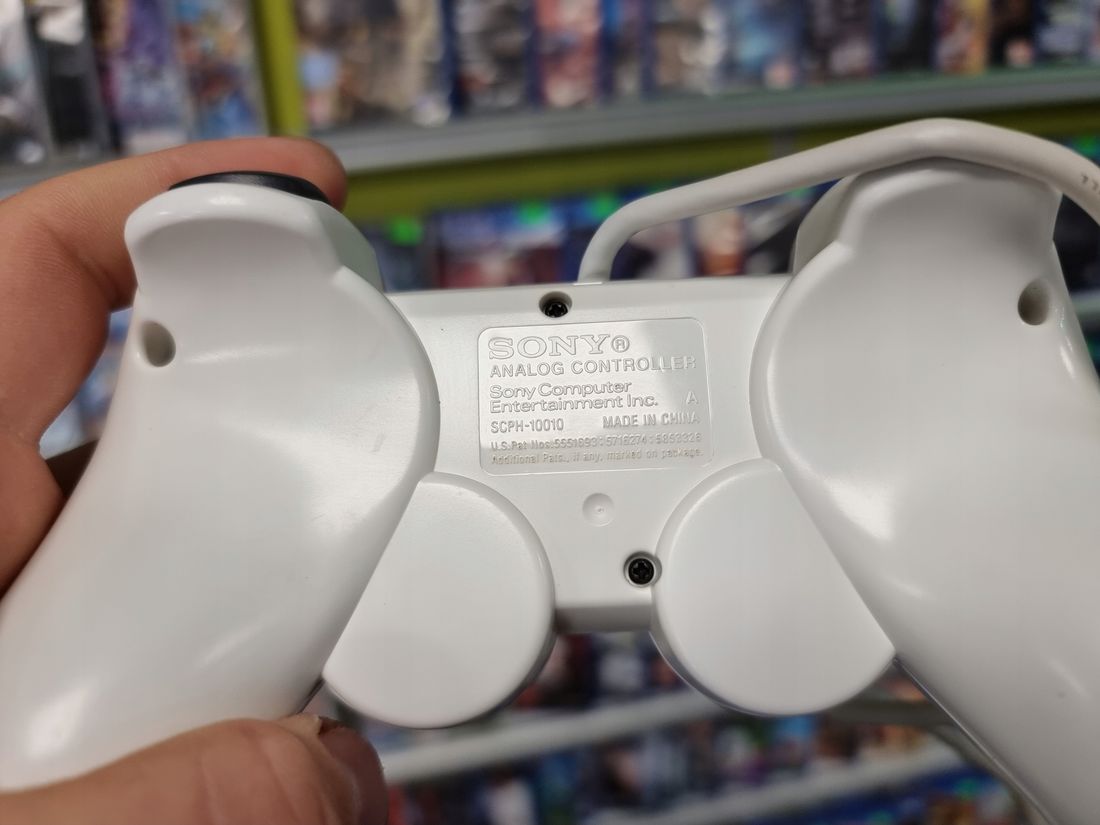 SONY®
ANALOG CONTROLLER
Sony Computer
Entertainment Inc. A
SCPH-10010 MADE IN CHINA
U.S.Pat Nos:5551693:5716274:5853326
Additional Pats., if any, marked on package.